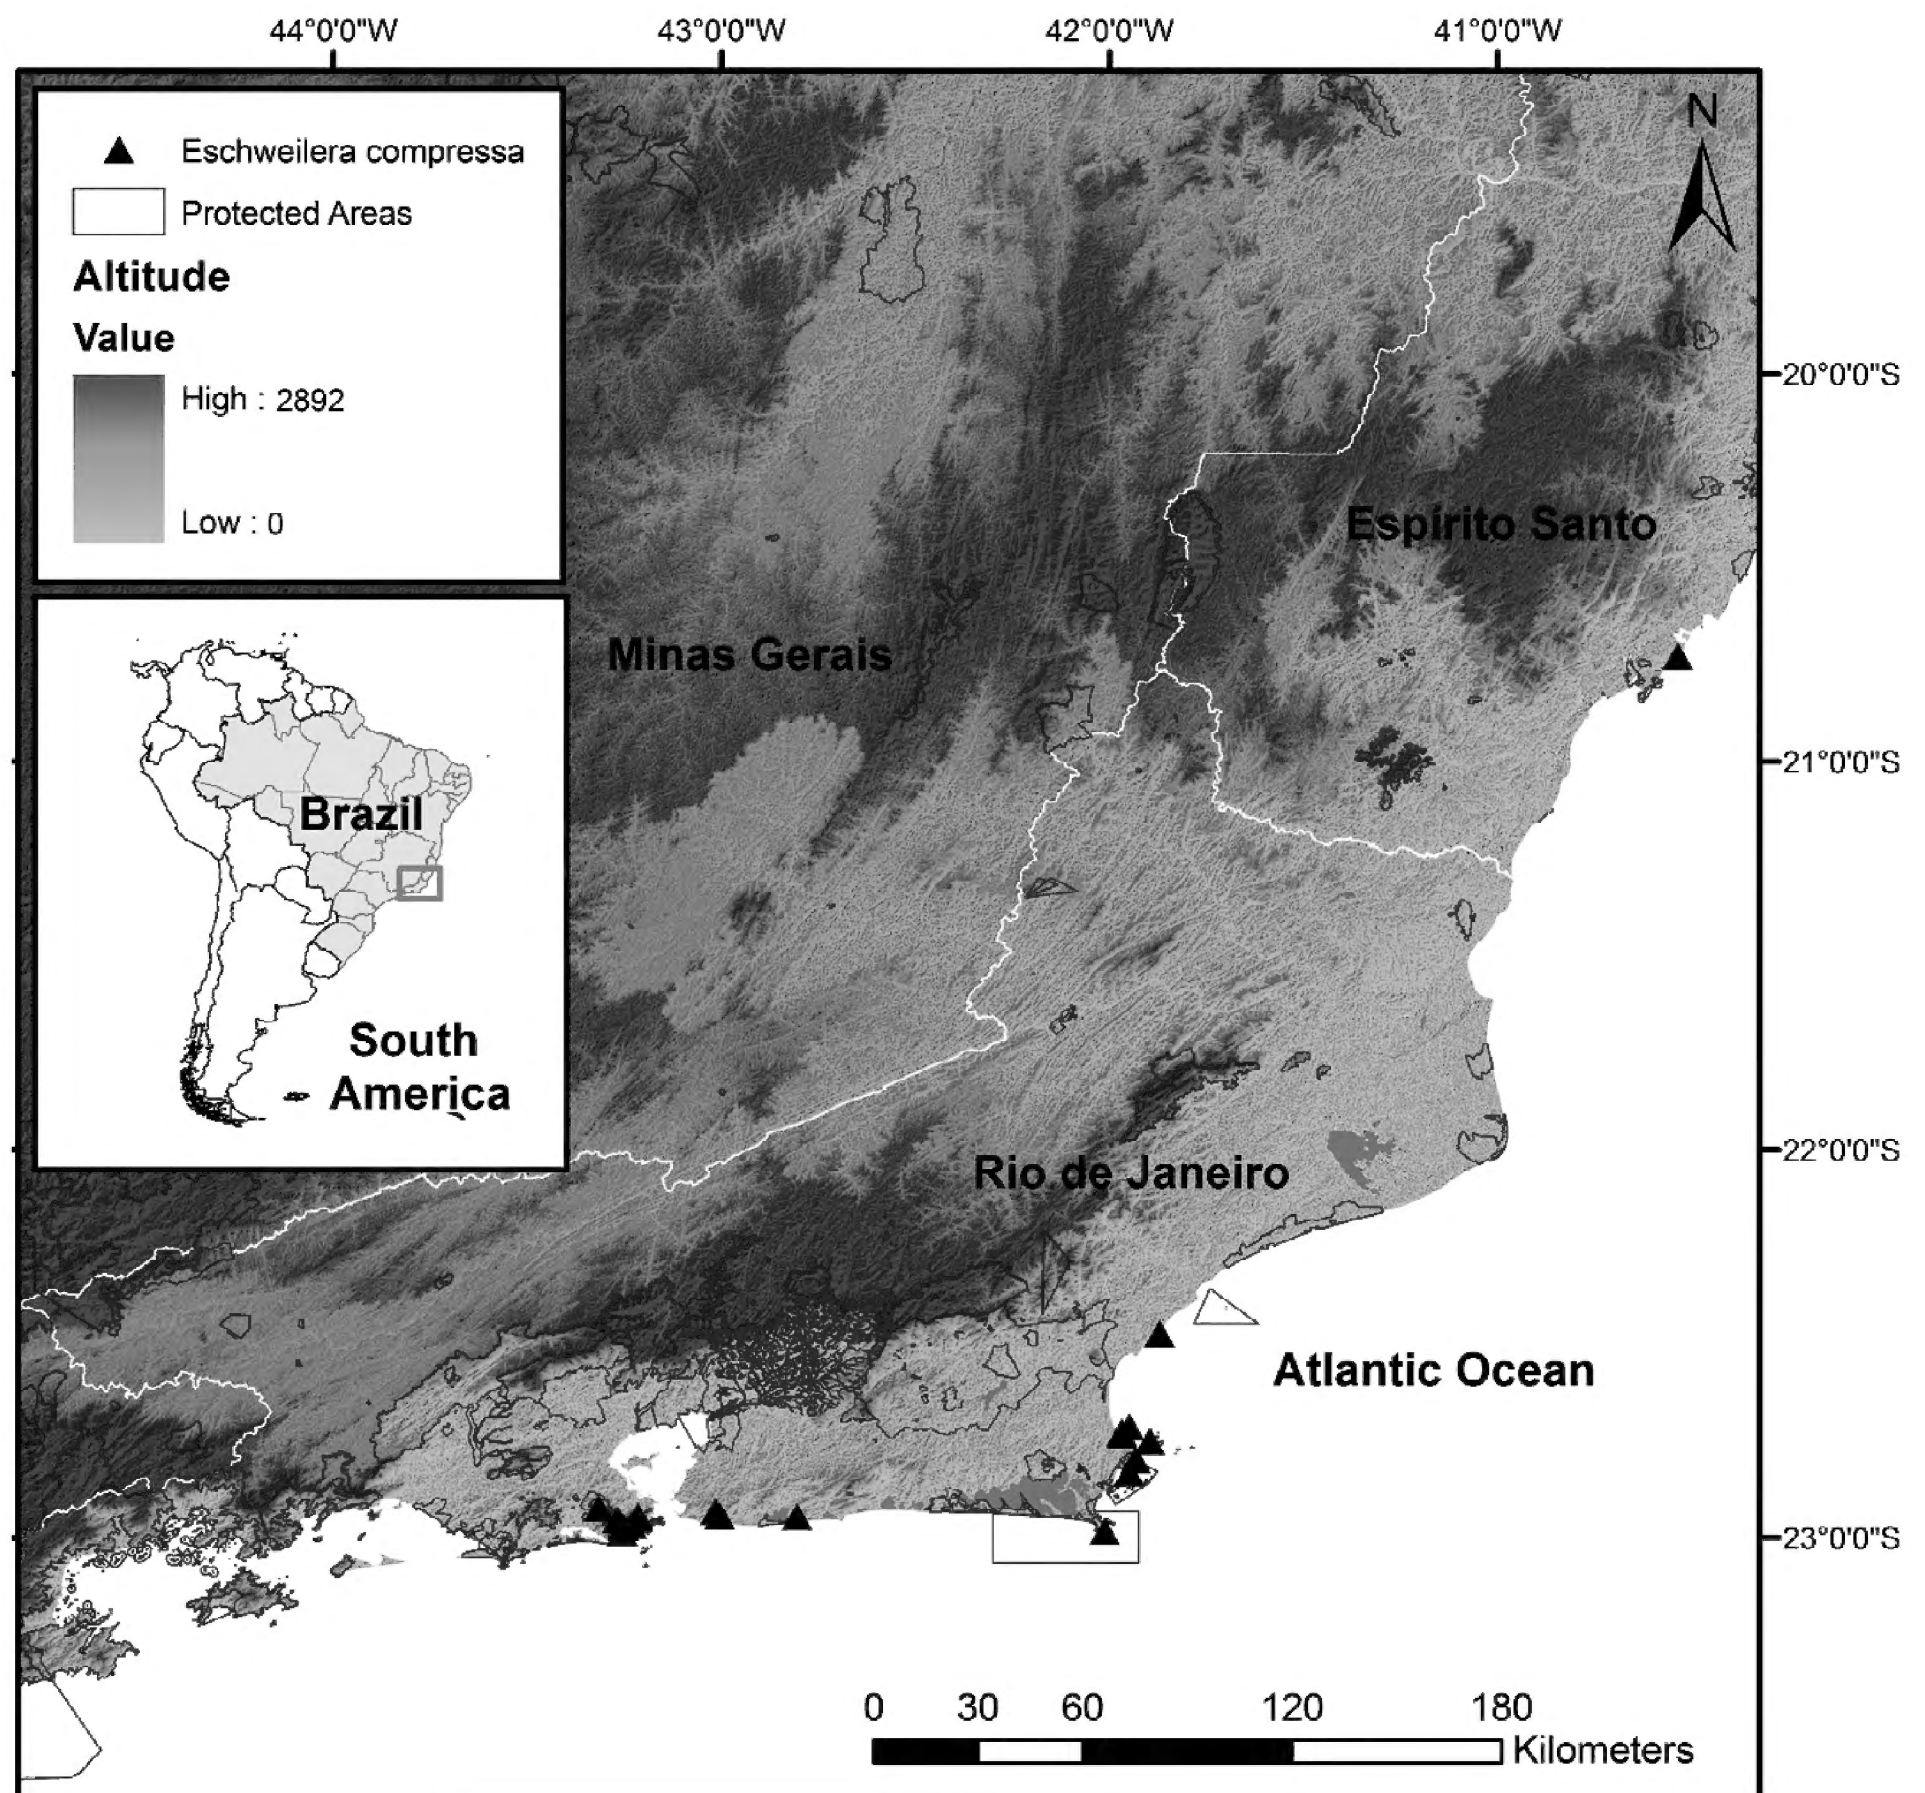 44°0'0"W 43°0'0"W 42°0'0"W 41°0'0"W
N
Eschweilera compressa
Protected Areas
Altitude
Value
High : 2892
Low : 0
20°0'0"S
Espírito Santo
Minas Gerais
21°0'0"S
Brazil
South
America
22°0'0"S
Rio de Janeiro
Atlantic Ocean
23°0'0"S
0 30 60 120 180
Kilometers